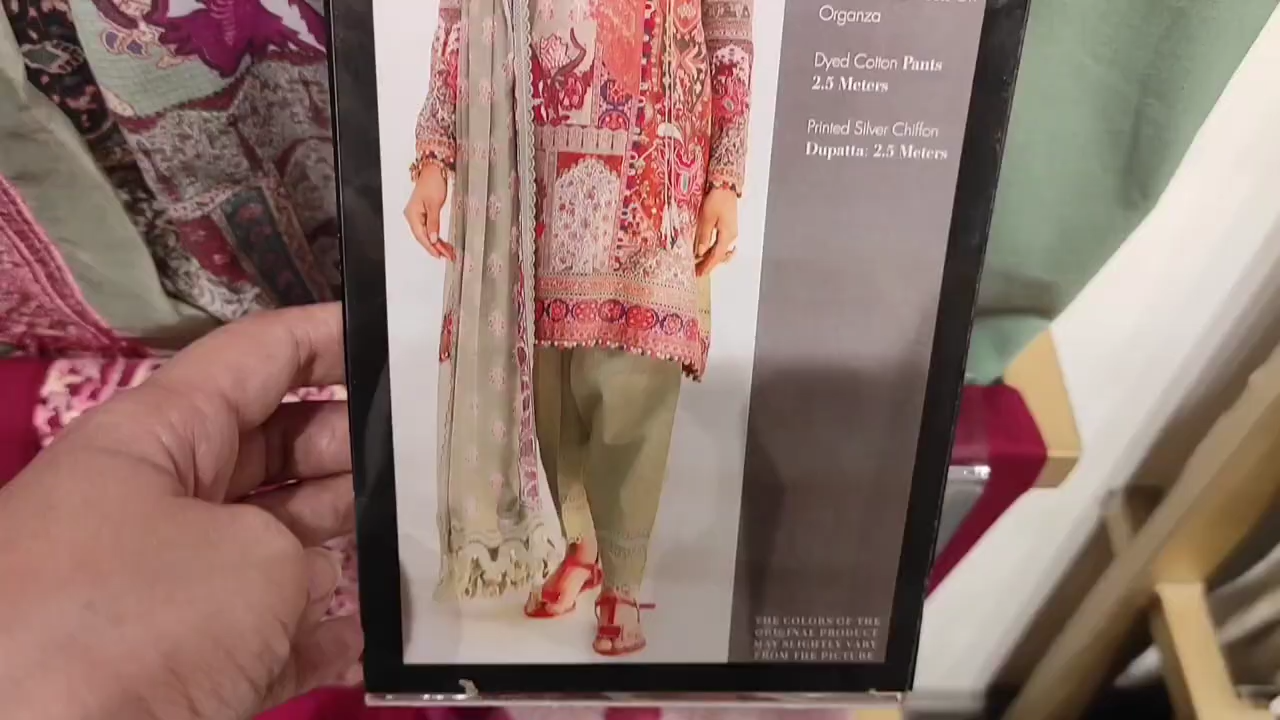 Organza
Dyed Cotton Pants
2.5 Meters
Printed Silver Chiffon
Dupatta: 2.5 Meters
THE COLORS OF THE
ORIGINAL PRODUCT
MAY SLIGHTLY VARY
FROM THE PICTURE